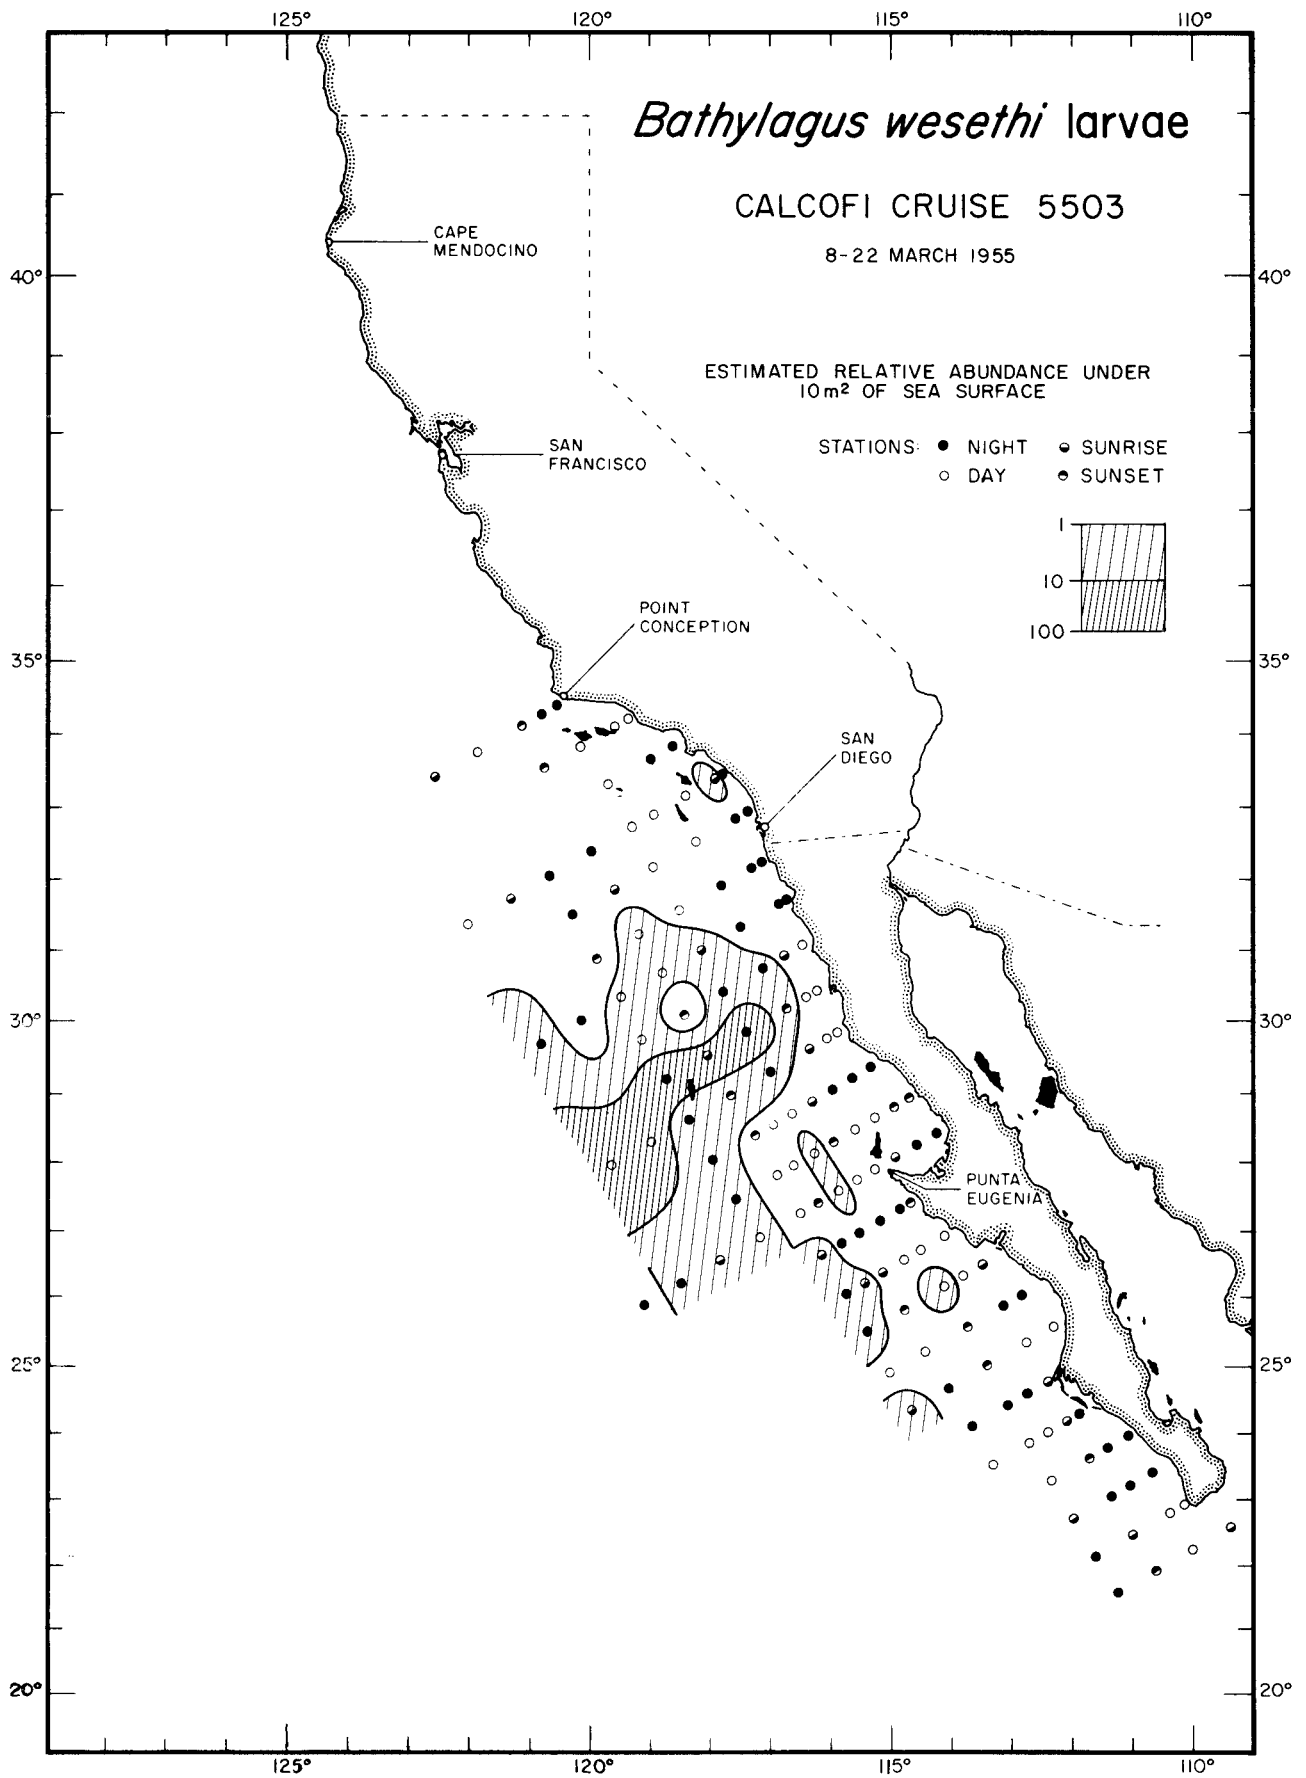 125° 120° 115° 110°
Bathylagus wesethi larvae
CALCOFI CRUISE 5503
8-22 MARCH 1955
CAPE
MENDOCINO
40° 40°
ESTIMATED RELATIVE ABUNDANCE UNDER
10m² OF SEA SURFACE
STATIONS: NIGHT SUNRISE
DAY SUNSET
SAN
FRANCISCO
1
10
100
POINT
CONCEPTION
35° 35°
SAN
DIEGO
30° 30°
PUNTA
EUGENIA
25° 25°
20° 20°
125° 120° 115° 110°